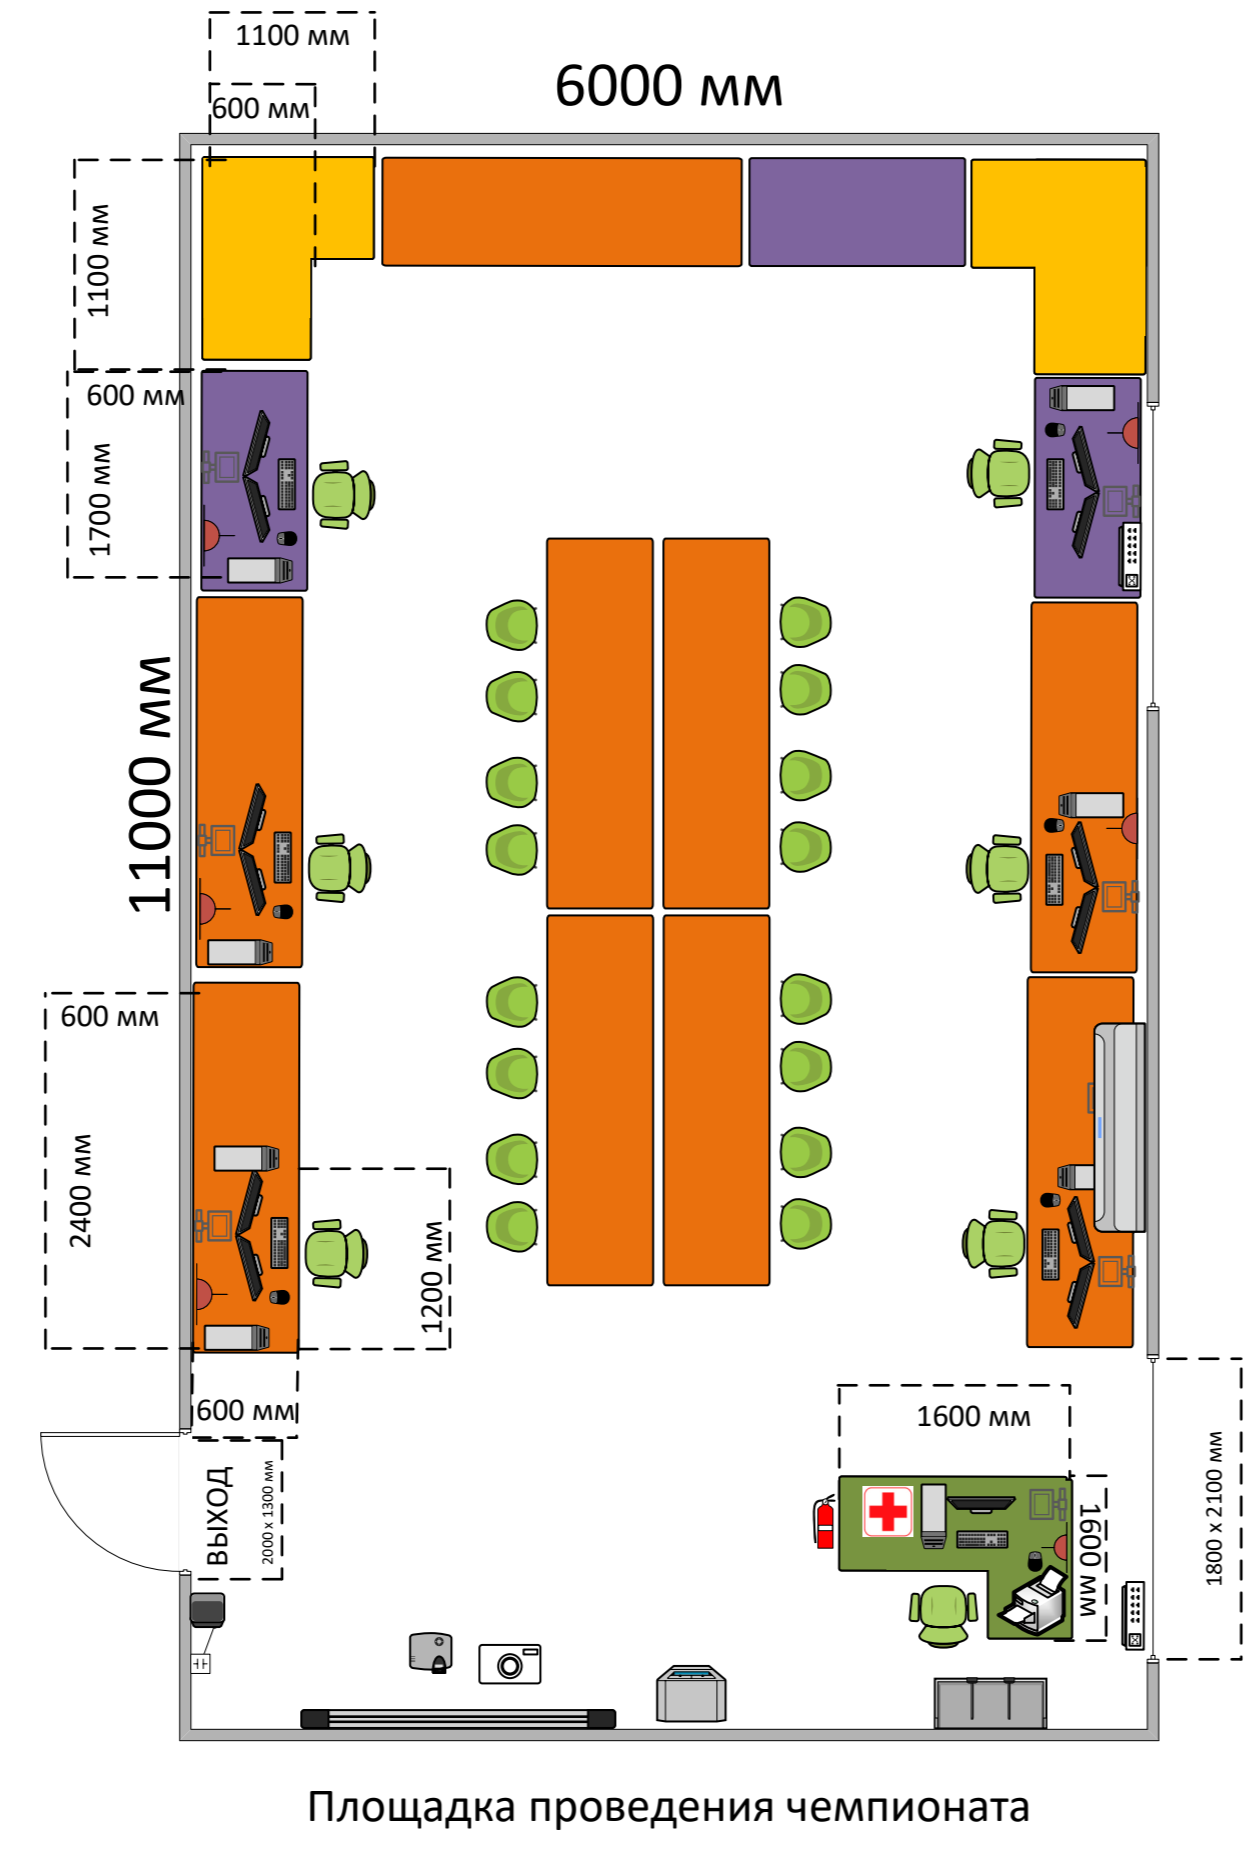 1100 мм
6000 мм
600 мм
1100 мм
600 мм
1700 мм
11000 мм
600 мм
2400 мм
1200 мм
600 мм
1600 мм
ВЫХОД
2000 х 1300 мм
1600 мм
1800 х 2100 мм
Площадка проведения чемпионата